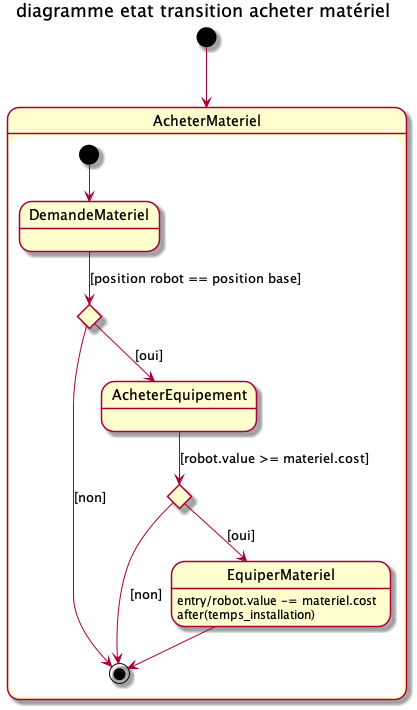 diagramme etat transition acheter matériel
AcheterMateriel
DemandeMateriel
[position robot == position base]
[oui]
AcheterEquipement
[robot.value >= materiel.cost]
[non]
[oui]
EquiperMateriel
[non]
entry/robot.value -= materiel.cost
after(temps_installation)